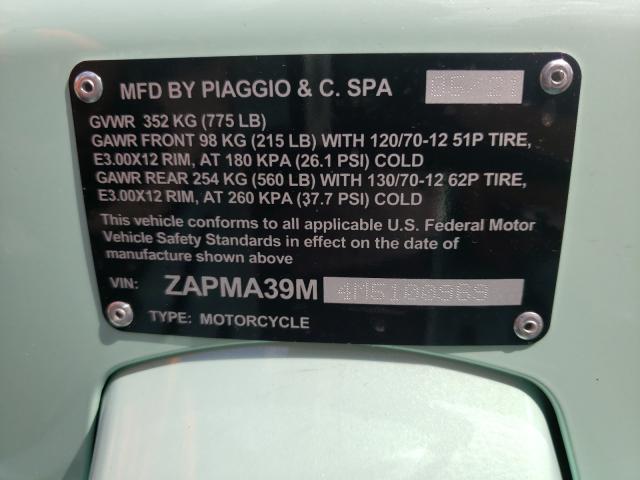 MFD BY PIAGGIO & C. SPA 05/21
GVWR 352 KG (775 LB)
GAWR FRONT 98 KG (215 LB) WITH 120/70-12 51P TIRE,
E3.00X12 RIM, AT 180 KPA (26.1 PSI) COLD
GAWR REAR 254 KG (560 LB) WITH 130/70-12 62P TIRE,
E3.00X12 RIM, AT 260 KPA (37.7 PSI) COLD
This vehicle conforms to all applicable U.S. Federal Motor
Vehicle Safety Standards in effect on the date of
manufacture shown above
VIN: ZAPMA39M 4M5100969
TYPE: MOTORCYCLE